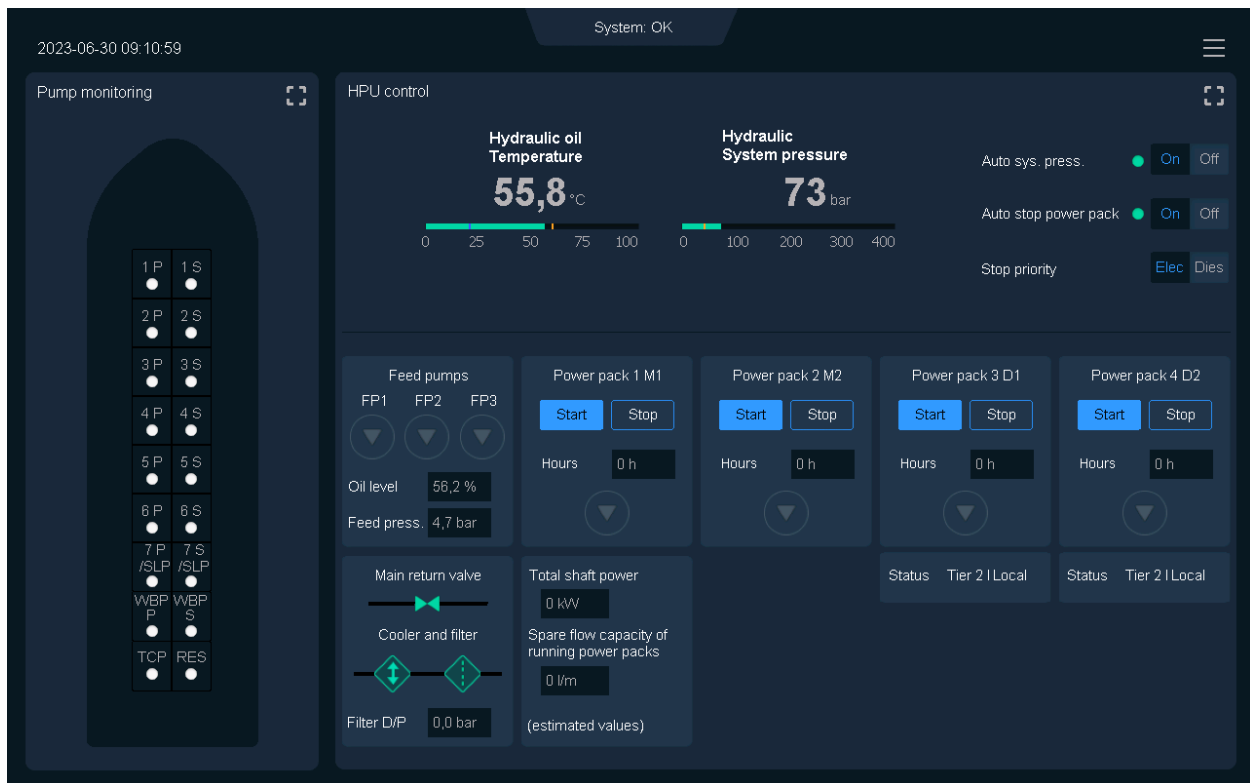 System: OK
2023-06-30 09:10:59
Pump monitoring
1 P 1 S
2 P 2 S
3 P 3 S
4 P 4 S
5 P 5 S
6 P 6 S
7 P 7 S
/SLP /SLP
WBP WBP
P S
TCP RES
HPU control
Hydraulic oil
Temperature
55,8 °C
0 25 50 75 100
Hydraulic
System pressure
73 bar
0 100 200 300 400
Auto sys. press. On Off
Auto stop power pack On Off
Stop priority Elec Dies
Feed pumps
FP1 FP2 FP3
Oil level 56,2 %
Feed press. 4,7 bar
Power pack 1 M1
Start Stop
Hours 0 h
Power pack 2 M2
Start Stop
Hours 0 h
Power pack 3 D1
Start Stop
Hours 0 h
Power pack 4 D2
Start Stop
Hours 0 h
Main return valve
Cooler and filter
Filter D/P 0,0 bar
Total shaft power
0 kW
Spare flow capacity of
running power packs
0 l/m
(estimated values)
Status Tier 2 I Local
Status Tier 2 I Local